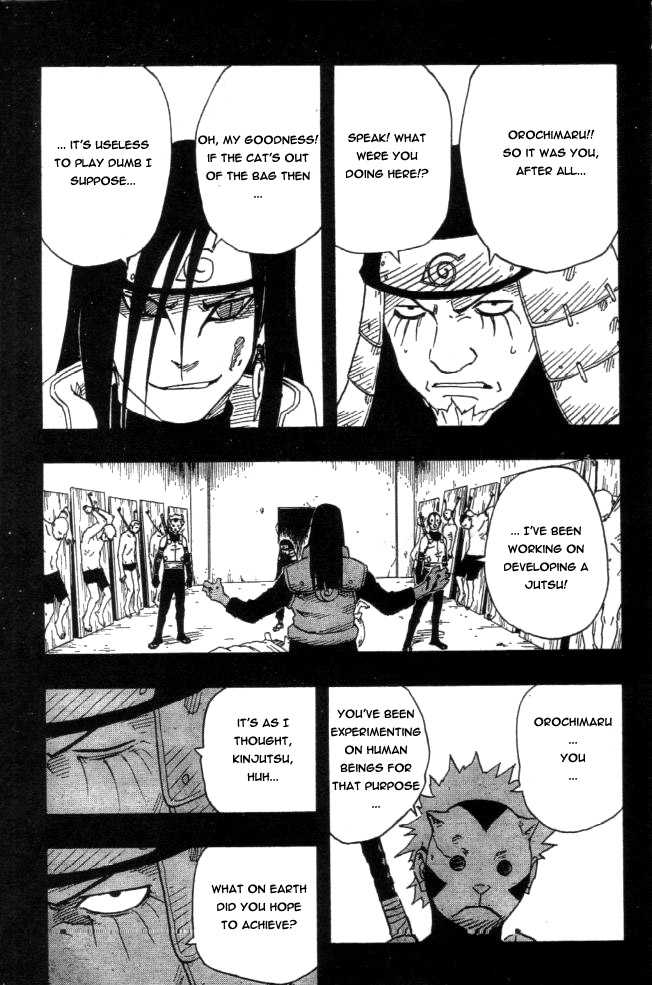 OROCHIMARU!!
SO IT WAS YOU,
AFTER ALL...
SPEAK! WHAT
WERE YOU
DOING HERE!?
OH, MY GOODNESS!
IF THE CAT'S OUT
OF THE BAG THEN
...
... IT'S USELESS
TO PLAY DUMB I
SUPPOSE...
... I'VE BEEN
WORKING ON
DEVELOPING A
JUTSU!
OROCHIMARU
...
YOU
...
YOU'VE BEEN
EXPERIMENTING
ON HUMAN
BEINGS FOR
THAT PURPOSE
...
IT'S AS I
THOUGHT,
KINJUTSU,
HUH...
WHAT ON EARTH
DID YOU HOPE
TO ACHIEVE?